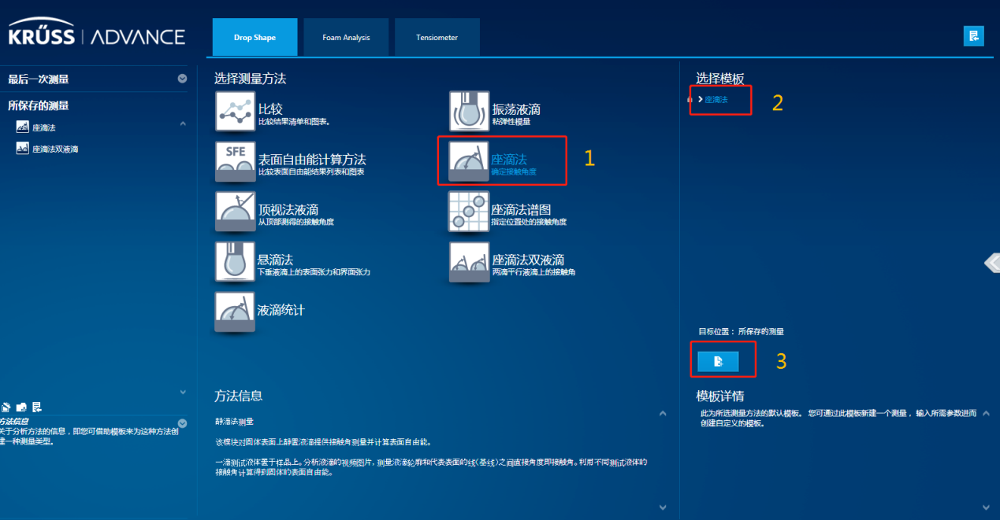 KRÜSS | ADVANCE
Drop Shape
Foam Analysis
Tensiometer
最后一次测量
所保存的测量
座滴法
座滴法双液滴
选择测量方法
比较
比较结果清单和图表。
振荡液滴
粘弹性模量
SFE
表面自由能计算方法
比较表面自由能结果列表和图表
座滴法
确定接触角度
1
顶视法液滴
从顶部测得的接触角度
座滴法谱图
指定位置处的接触角度
悬滴法
下垂液滴上的表面张力和界面张力
座滴法双液滴
两滴平行液滴上的接触角
液滴统计
选择模板
座滴法
2
目标位置：所保存的测量
3
方法信息
关于分析方法的信息，即您可借助模板来为这种方法创
建一种测量类型。
方法信息
静滴法测量
该模块对固体表面上静置液滴提供接触角测量并计算表面自由能。
一滴测试液体置于样品上。分析液滴的视频图片，测量液滴轮廓和代表表面的线(基线)之间直接角度即接触角。利用不同测试液体的
接触角计算得到固体的表面自由能。
模板详情
此为所选测量方法的默认模板。 您可通过此模板新建一个测量，输入所需参数进而
创建自定义的模板。